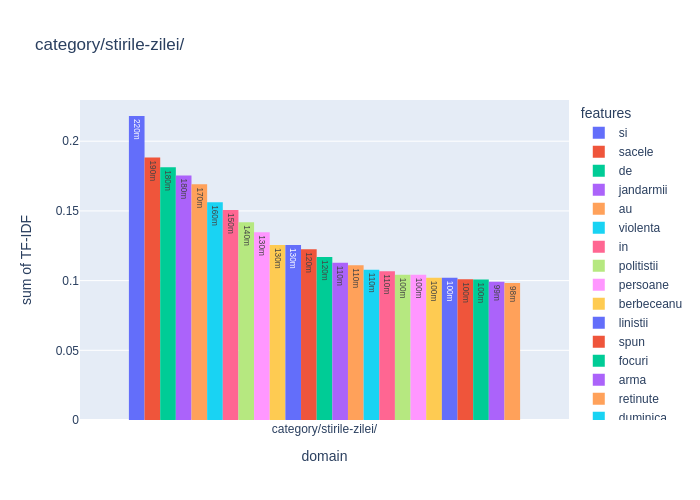 category/stirile-zilei/
features
si
sacele
de
jandarmii
au
violenta
in
politistii
persoane
berbeceanu
linistii
spun
focuri
arma
retinute
duminica
sum of TF-IDF
0.2
0.15
0.1
0.05
0
220m
190m
180m
180m
170m
160m
150m
140m
130m
130m
130m
120m
120m
110m
110m
110m
110m
100m
100m
100m
100m
100m
100m
99m
98m
category/stirile-zilei/
domain